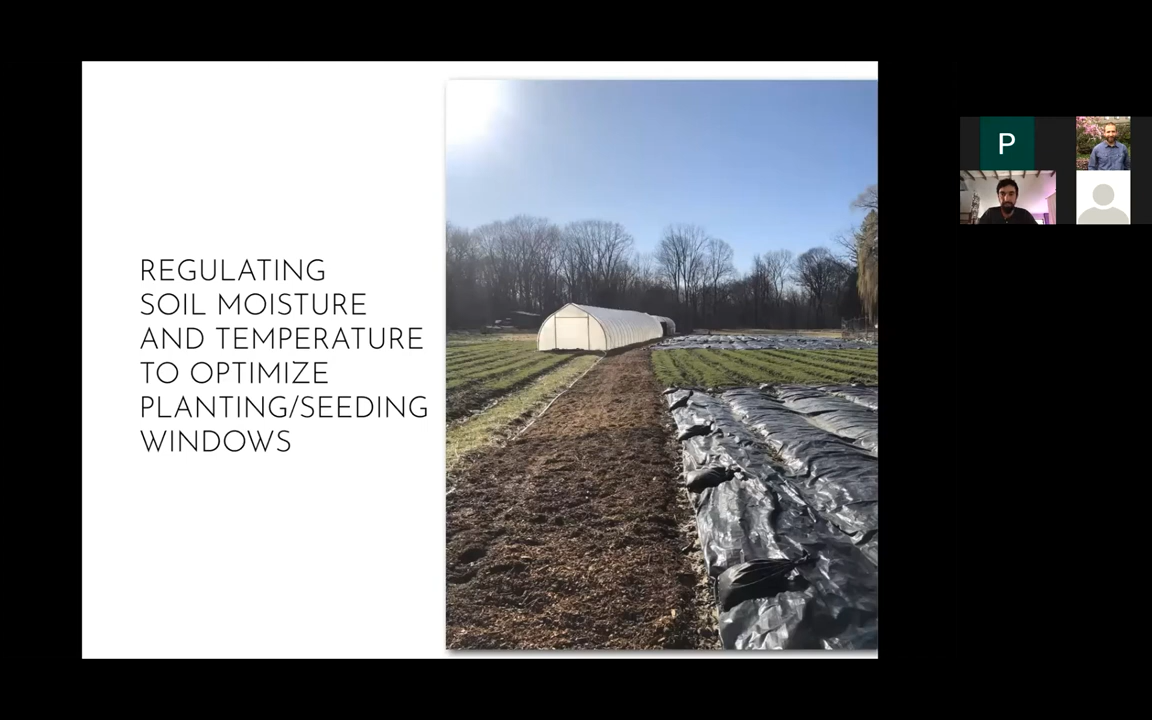 REGULATING
SOIL MOISTURE
AND TEMPERATURE
TO OPTIMIZE
PLANTING/SEEDING
WINDOWS
P